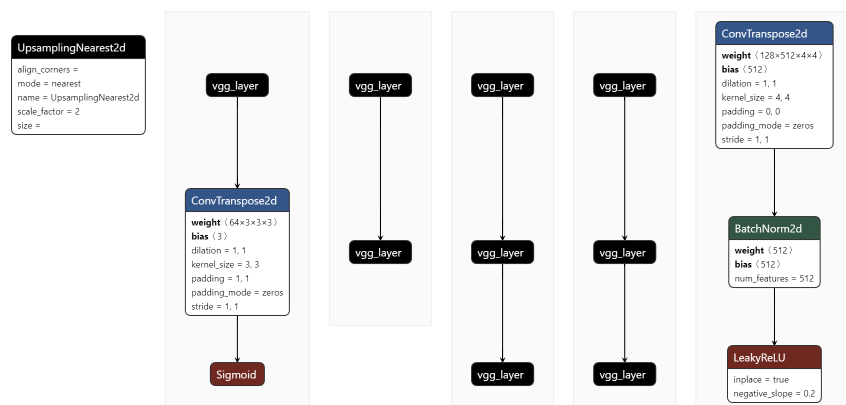 UpsamplingNearest2d
align_corners =
mode = nearest
name = UpsamplingNearest2d
scale_factor = 2
size =
vgg_layer
ConvTranspose2d
weight 〈64×3×3×3〉
bias 〈3〉
dilation = 1, 1
kernel_size = 3, 3
padding = 1, 1
padding_mode = zeros
stride = 1, 1
Sigmoid
vgg_layer
vgg_layer
vgg_layer
vgg_layer
vgg_layer
vgg_layer
vgg_layer
vgg_layer
ConvTranspose2d
weight 〈128×512×4×4〉
bias 〈512〉
dilation = 1, 1
kernel_size = 4, 4
padding = 0, 0
padding_mode = zeros
stride = 1, 1
BatchNorm2d
weight 〈512〉
bias 〈512〉
num_features = 512
LeakyReLU
inplace = true
negative_slope = 0.2